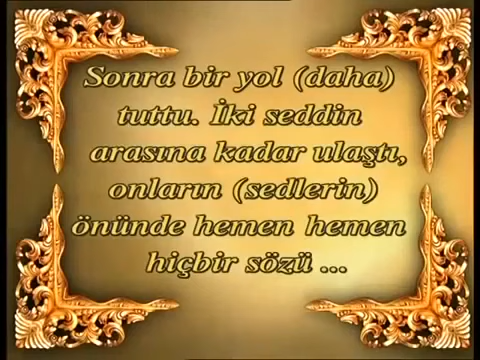 Sonra bir yol (daha)
tuttu. İki seddin
arasına kadar ulaştı,
onların (sedlerin)
önünde hemen hemen
hiçbir sözü ...